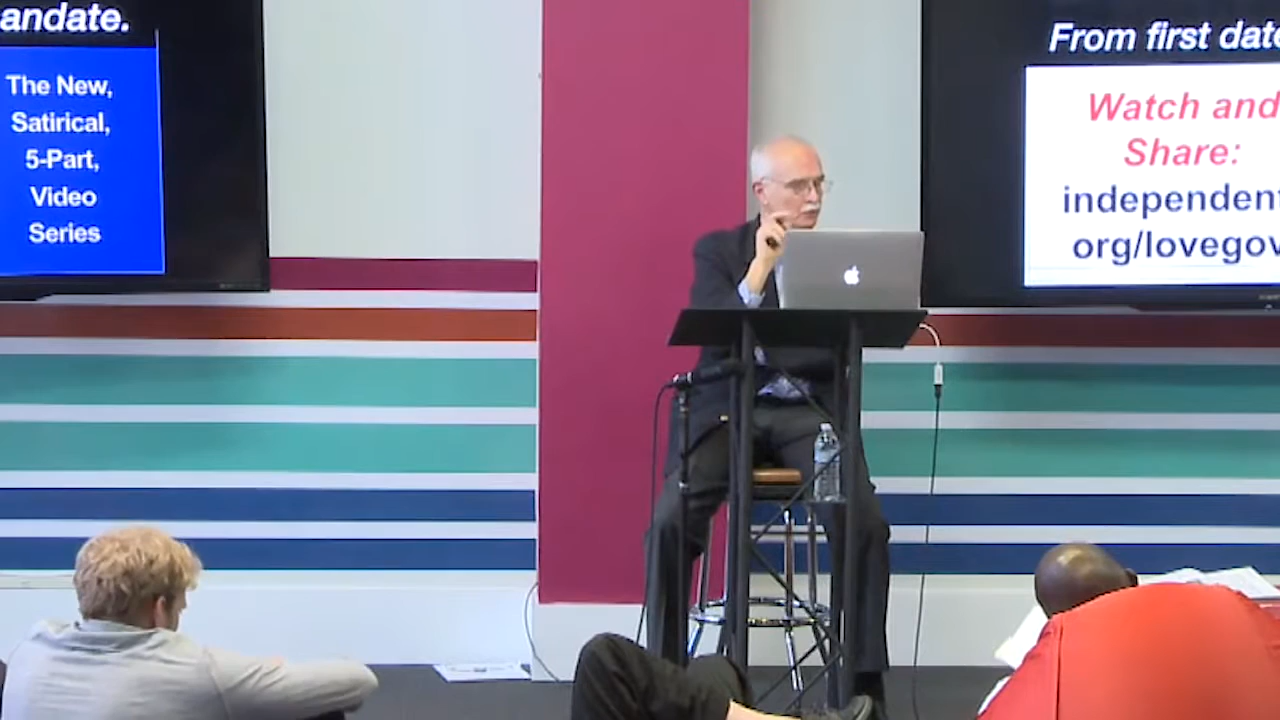 andate.
The New,
Satirical,
5-Part,
Video
Series
From first date
Watch and
Share:
independent
org/lovegov